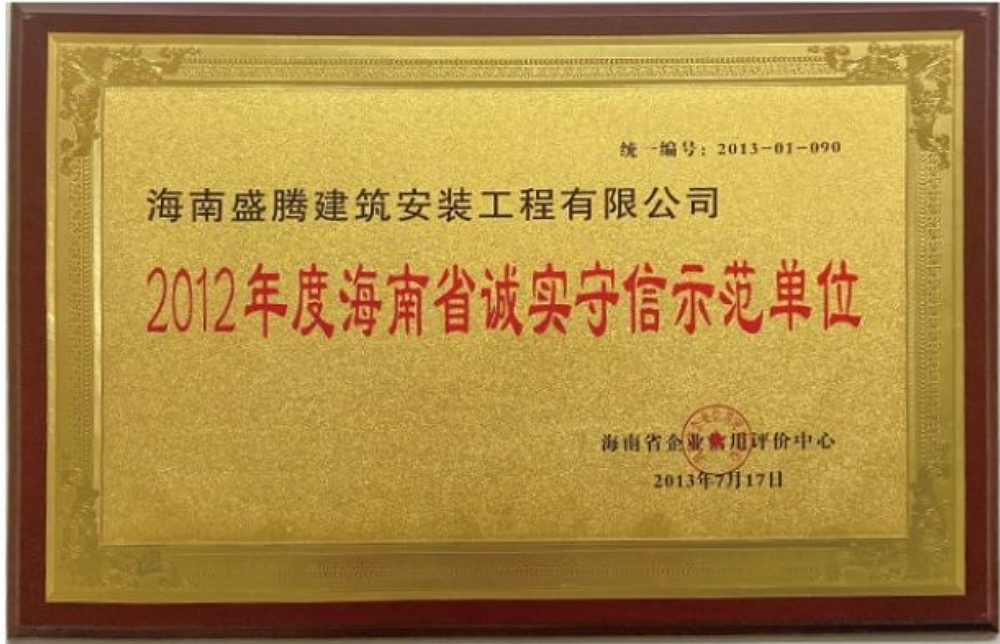 统一编号：2013-01-090
海南盛腾建筑安装工程有限公司
2012年度海南省诚实守信示范单位
海南省企业信用评价中心
2013年7月17日